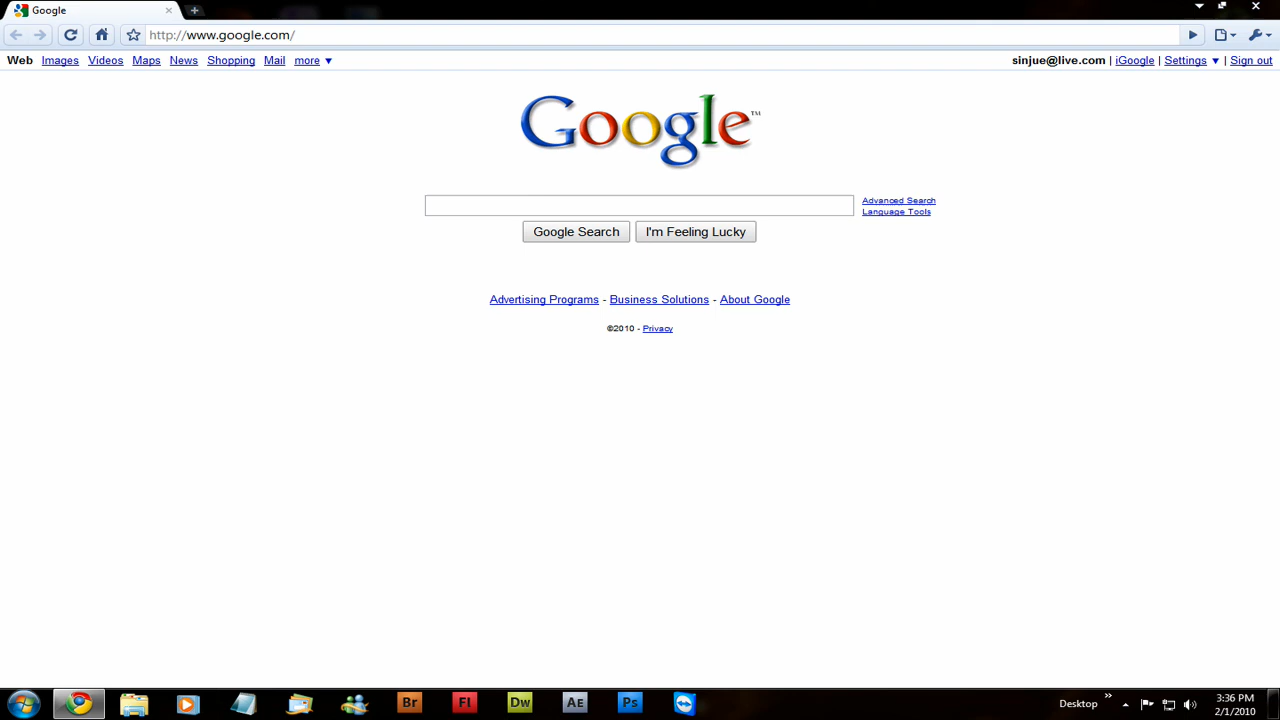 Google
http://www.google.com/
Web Images Videos Maps News Shopping Mail more ▼ sinjue@live.com | iGoogle | Settings ▼ | Sign out
Google™
Advanced Search
Language Tools
Google Search I'm Feeling Lucky
Advertising Programs - Business Solutions - About Google
©2010 - Privacy
Br Fl Dw AE Ps Desktop » 3:36 PM
2/1/2010